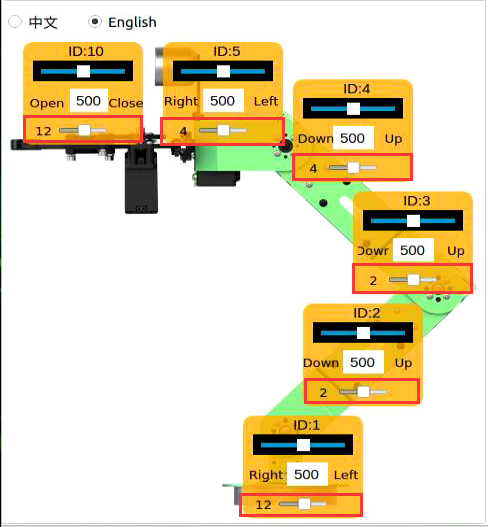 中文 English
ID:10
Open 500 Close
12
ID:5
Right 500 Left
4
ID:4
Down 500 Up
4
ID:3
Down 500 Up
2
ID:2
Down 500 Up
2
ID:1
Right 500 Left
12